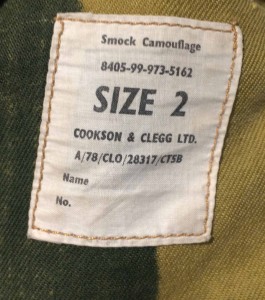 Smock Camouflage
8405-99-973-5162
SIZE 2
COOKSON & CLEGG LTD.
A/78/CLO/28317/CTSB
Name
No.